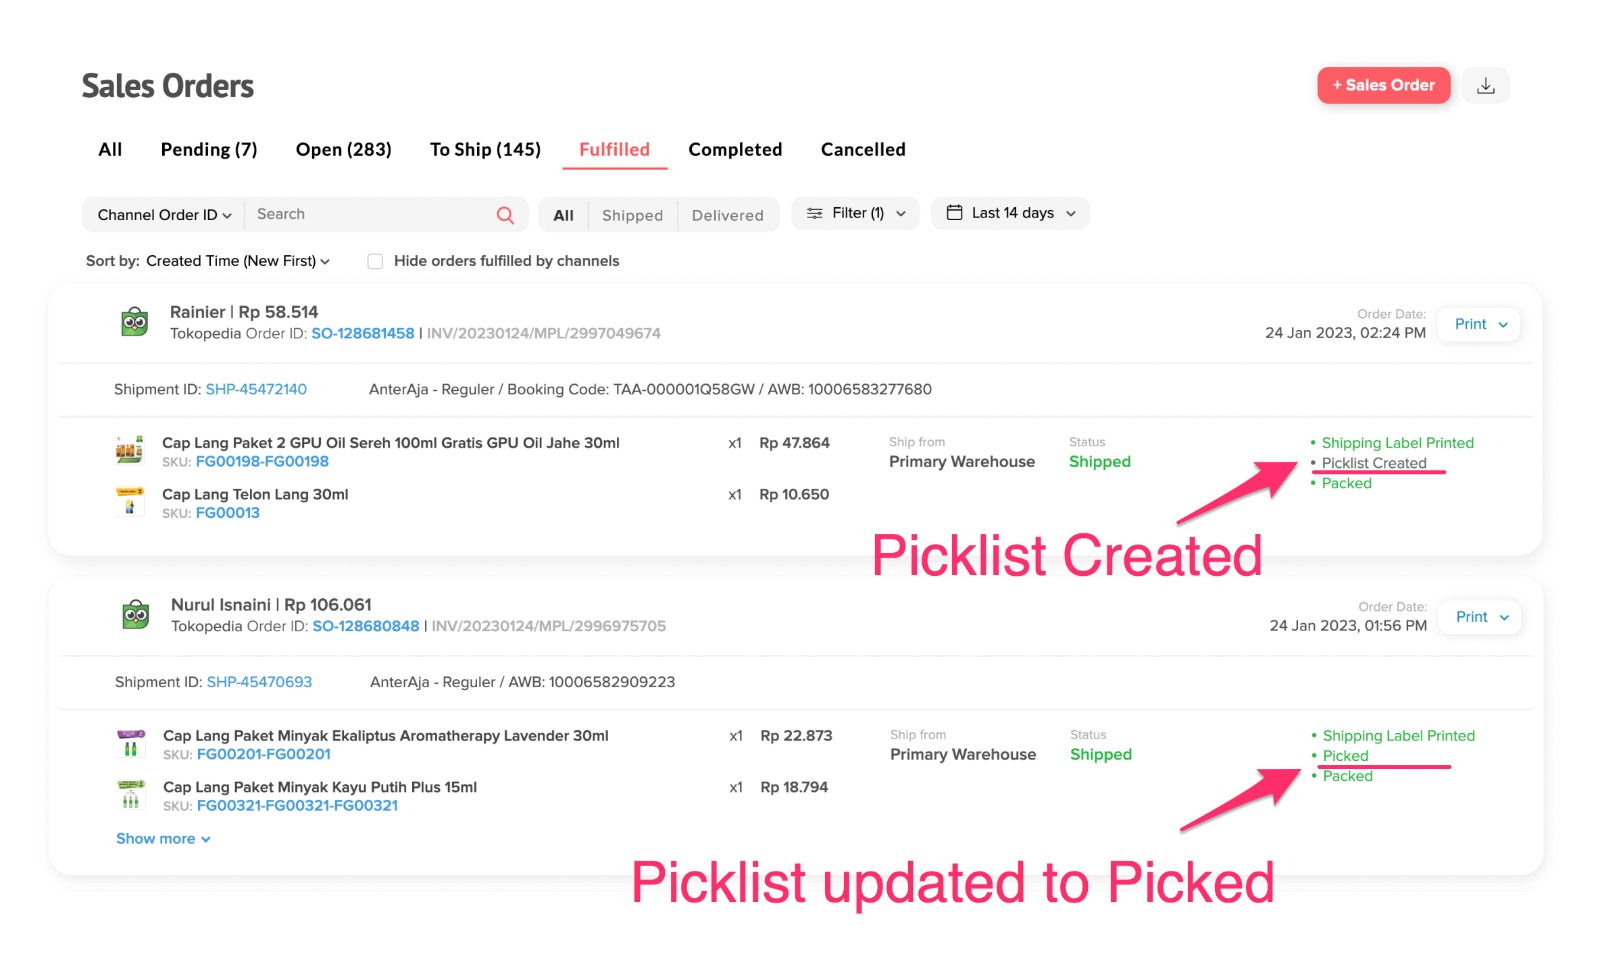 Sales Orders
+ Sales Order
All Pending (7) Open (283) To Ship (145) Fulfilled Completed Cancelled
Channel Order ID Search All Shipped Delivered Filter (1) Last 14 days
Sort by: Created Time (New First) Hide orders fulfilled by channels
Rainier | Rp 58.514
Tokopedia Order ID: SO-128681458 | INV/20230124/MPL/2997049674
Order Date:
24 Jan 2023, 02:24 PM
Print
Shipment ID: SHP-45472140 AnterAja - Reguler / Booking Code: TAA-000001Q58GW / AWB: 10006583277680
Cap Lang Paket 2 GPU Oil Sereh 100ml Gratis GPU Oil Jahe 30ml x1 Rp 47.864
SKU: FG00198-FG00198
Ship from
Primary Warehouse
Status
Shipped
• Shipping Label Printed
• Picklist Created
• Packed
Cap Lang Telon Lang 30ml x1 Rp 10.650
SKU: FG00013
Picklist Created
Nurul Isnaini | Rp 106.061
Tokopedia Order ID: SO-128680848 | INV/20230124/MPL/2996975705
Order Date:
24 Jan 2023, 01:56 PM
Print
Shipment ID: SHP-45470693 AnterAja - Reguler / AWB: 10006582909223
Cap Lang Paket Minyak Ekaliptus Aromatherapy Lavender 30ml x1 Rp 22.873
SKU: FG00201-FG00201
Ship from
Primary Warehouse
Status
Shipped
• Shipping Label Printed
• Picked
• Packed
Cap Lang Paket Minyak Kayu Putih Plus 15ml x1 Rp 18.794
SKU: FG00321-FG00321-FG00321
Show more
Picklist updated to Picked